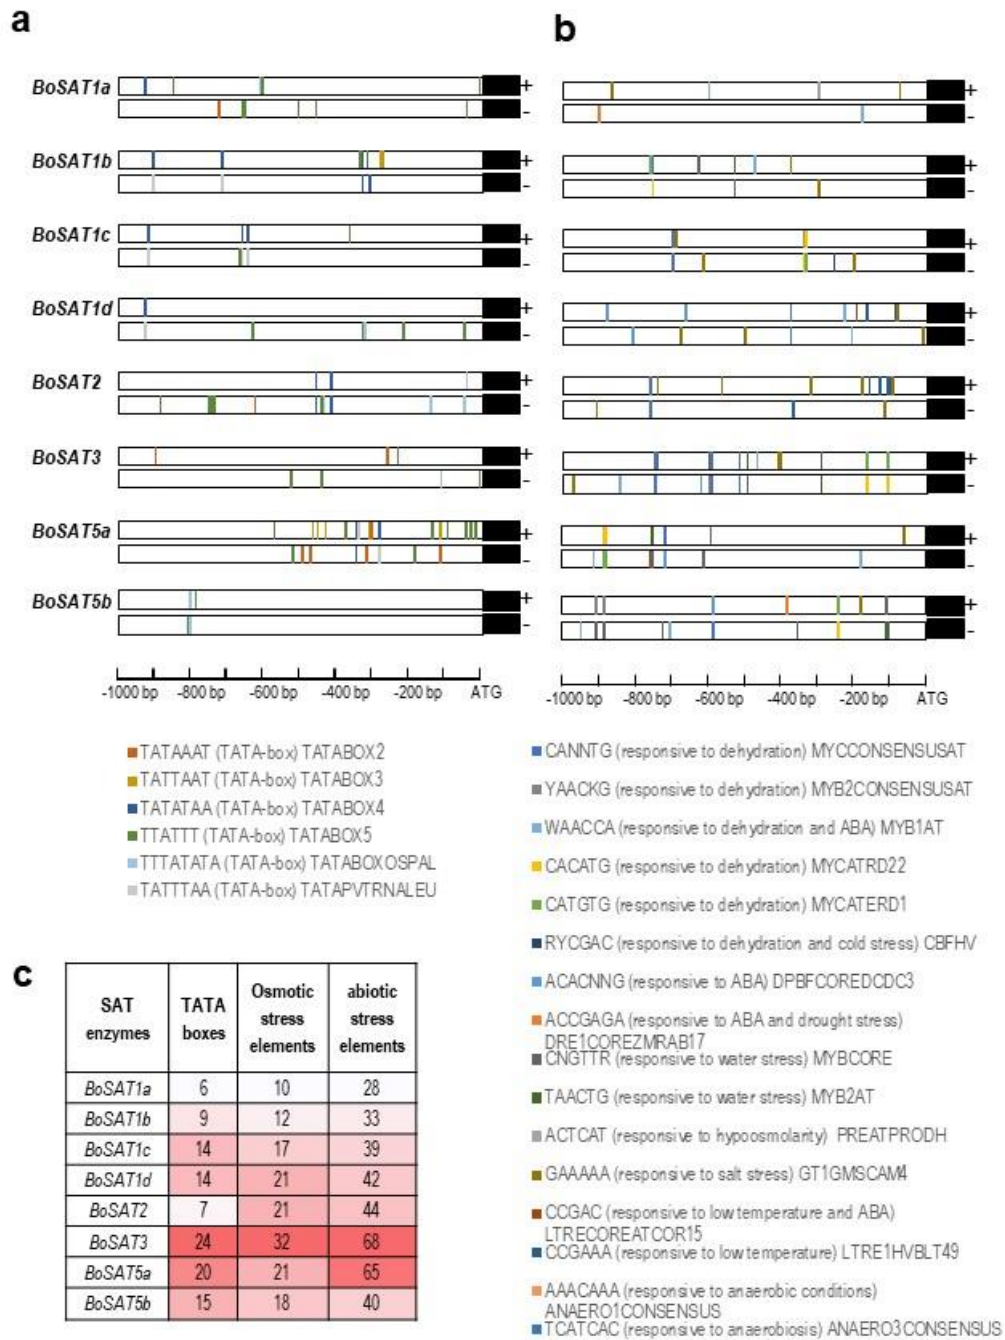 a
b
BoSAT1a
+
-
+
-
BoSAT1b
+
-
+
-
BoSAT1c
+
-
+
-
BoSAT1d
+
-
+
-
BoSAT2
+
-
+
-
BoSAT3
+
-
+
-
BoSAT5a
+
-
+
-
BoSAT5b
+
-
+
-
-1000 bp -800 bp -600 bp -400 bp -200 bp ATG
-1000 bp -800 bp -600 bp -400 bp -200 bp ATG
TATAAAT (TATA-box) TATABOX2
TATTAAT (TATA-box) TATABOX3
TATATAA (TATA-box) TATABOX4
TTATTT (TATA-box) TATABOX5
TTTATATA (TATA-box) TATABOXOSPAL
TATTTAA (TATA-box) TATAPVTRNALEU
CANNTG (responsive to dehydration) MYCCONSENSUSAT
YAACKG (responsive to dehydration) MYB2CONSENSUSAT
WAACCA (responsive to dehydration and ABA) MYB1AT
CACATG (responsive to dehydration) MYCATRD22
CATGTG (responsive to dehydration) MYCATERD1
RYCGAC (responsive to dehydration and cold stress) CBFHV
ACACNNG (responsive to ABA) DPBFCOREDCDC3
ACCGAGA (responsive to ABA and drought stress)
DRE1COREZMRAB17
CNGTTR (responsive to water stress) MYBCORE
TAACTG (responsive to water stress) MYB2AT
ACTCAT (responsive to hypoosmolarity) PREATPRODH
GAAAAA (responsive to salt stress) GT1GMSCAM4
CCGAC (responsive to low temperature and ABA)
LTRECOREATCOR15
CCGAAA (responsive to low temperature) LTRE1HVBLT49
AAACAAA (responsive to anaerobic conditions)
ANAERO1CONSENSUS
TCATCAC (responsive to anaerobiosis) ANAERO3CONSENSUS
c
SAT enzymes TATA boxes Osmotic stress elements abiotic stress elements
BoSAT1a 6 10 28
BoSAT1b 9 12 33
BoSAT1c 14 17 39
BoSAT1d 14 21 42
BoSAT2 7 21 44
BoSAT3 24 32 68
BoSAT5a 20 21 65
BoSAT5b 15 18 40